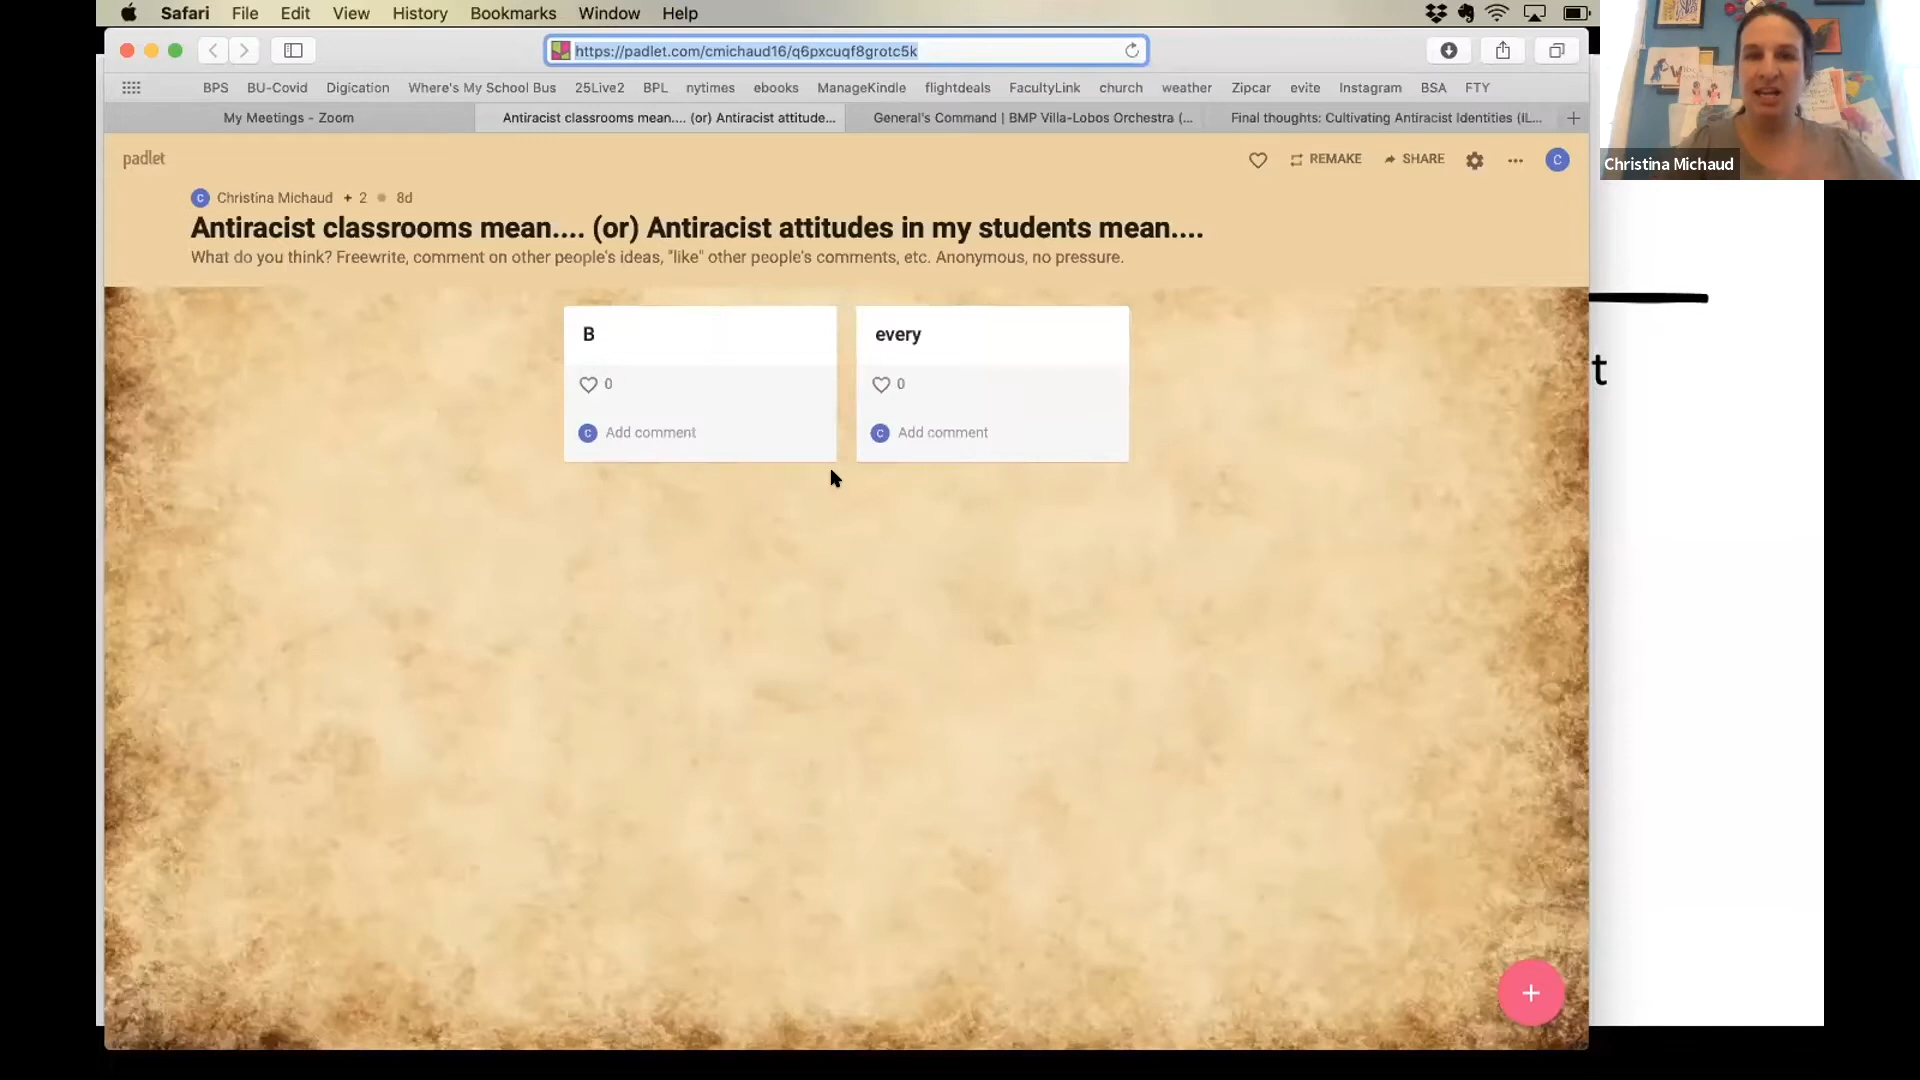 Safari File Edit View History Bookmarks Window Help
https://padlet.com/cmichaud16/q6pxcuqf8grotc5k
BPS BU-Covid Digication Where's My School Bus 25Live2 BPL nytimes ebooks ManageKindle flightdeals FacultyLink church weather Zipcar evite Instagram BSA FTY
My Meetings - Zoom Antiracist classrooms mean.... (or) Antiracist attitude... General's Command | BMP Villa-Lobos Orchestra (... Final thoughts: Cultivating Antiracist Identities (iL...
Christina Michaud
padlet REMAKE SHARE C
C Christina Michaud + 2 8d
Antiracist classrooms mean.... (or) Antiracist attitudes in my students mean....
What do you think? Freewrite, comment on other people's ideas, "like" other people's comments, etc. Anonymous, no pressure.
B
0
C Add comment
every
0
C Add comment
t
+